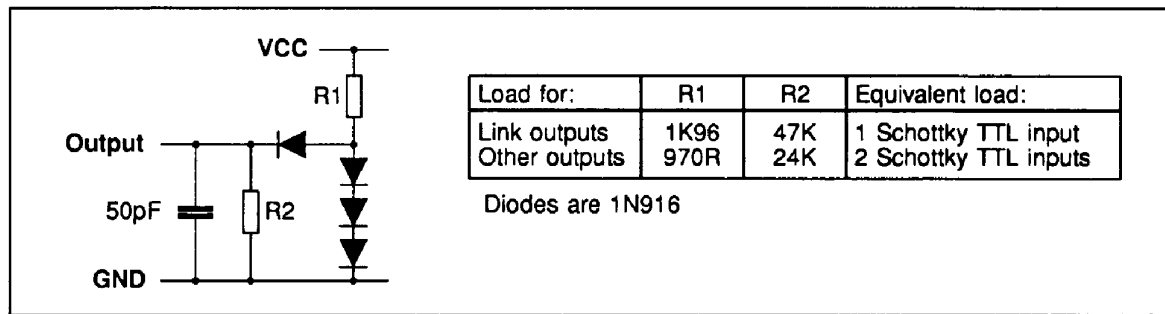 VCC
R1
Output
50pF
R2
GND
Load for: R1 R2 Equivalent load:
Link outputs 1K96 47K 1 Schottky TTL input
Other outputs 970R 24K 2 Schottky TTL inputs
Diodes are 1N916